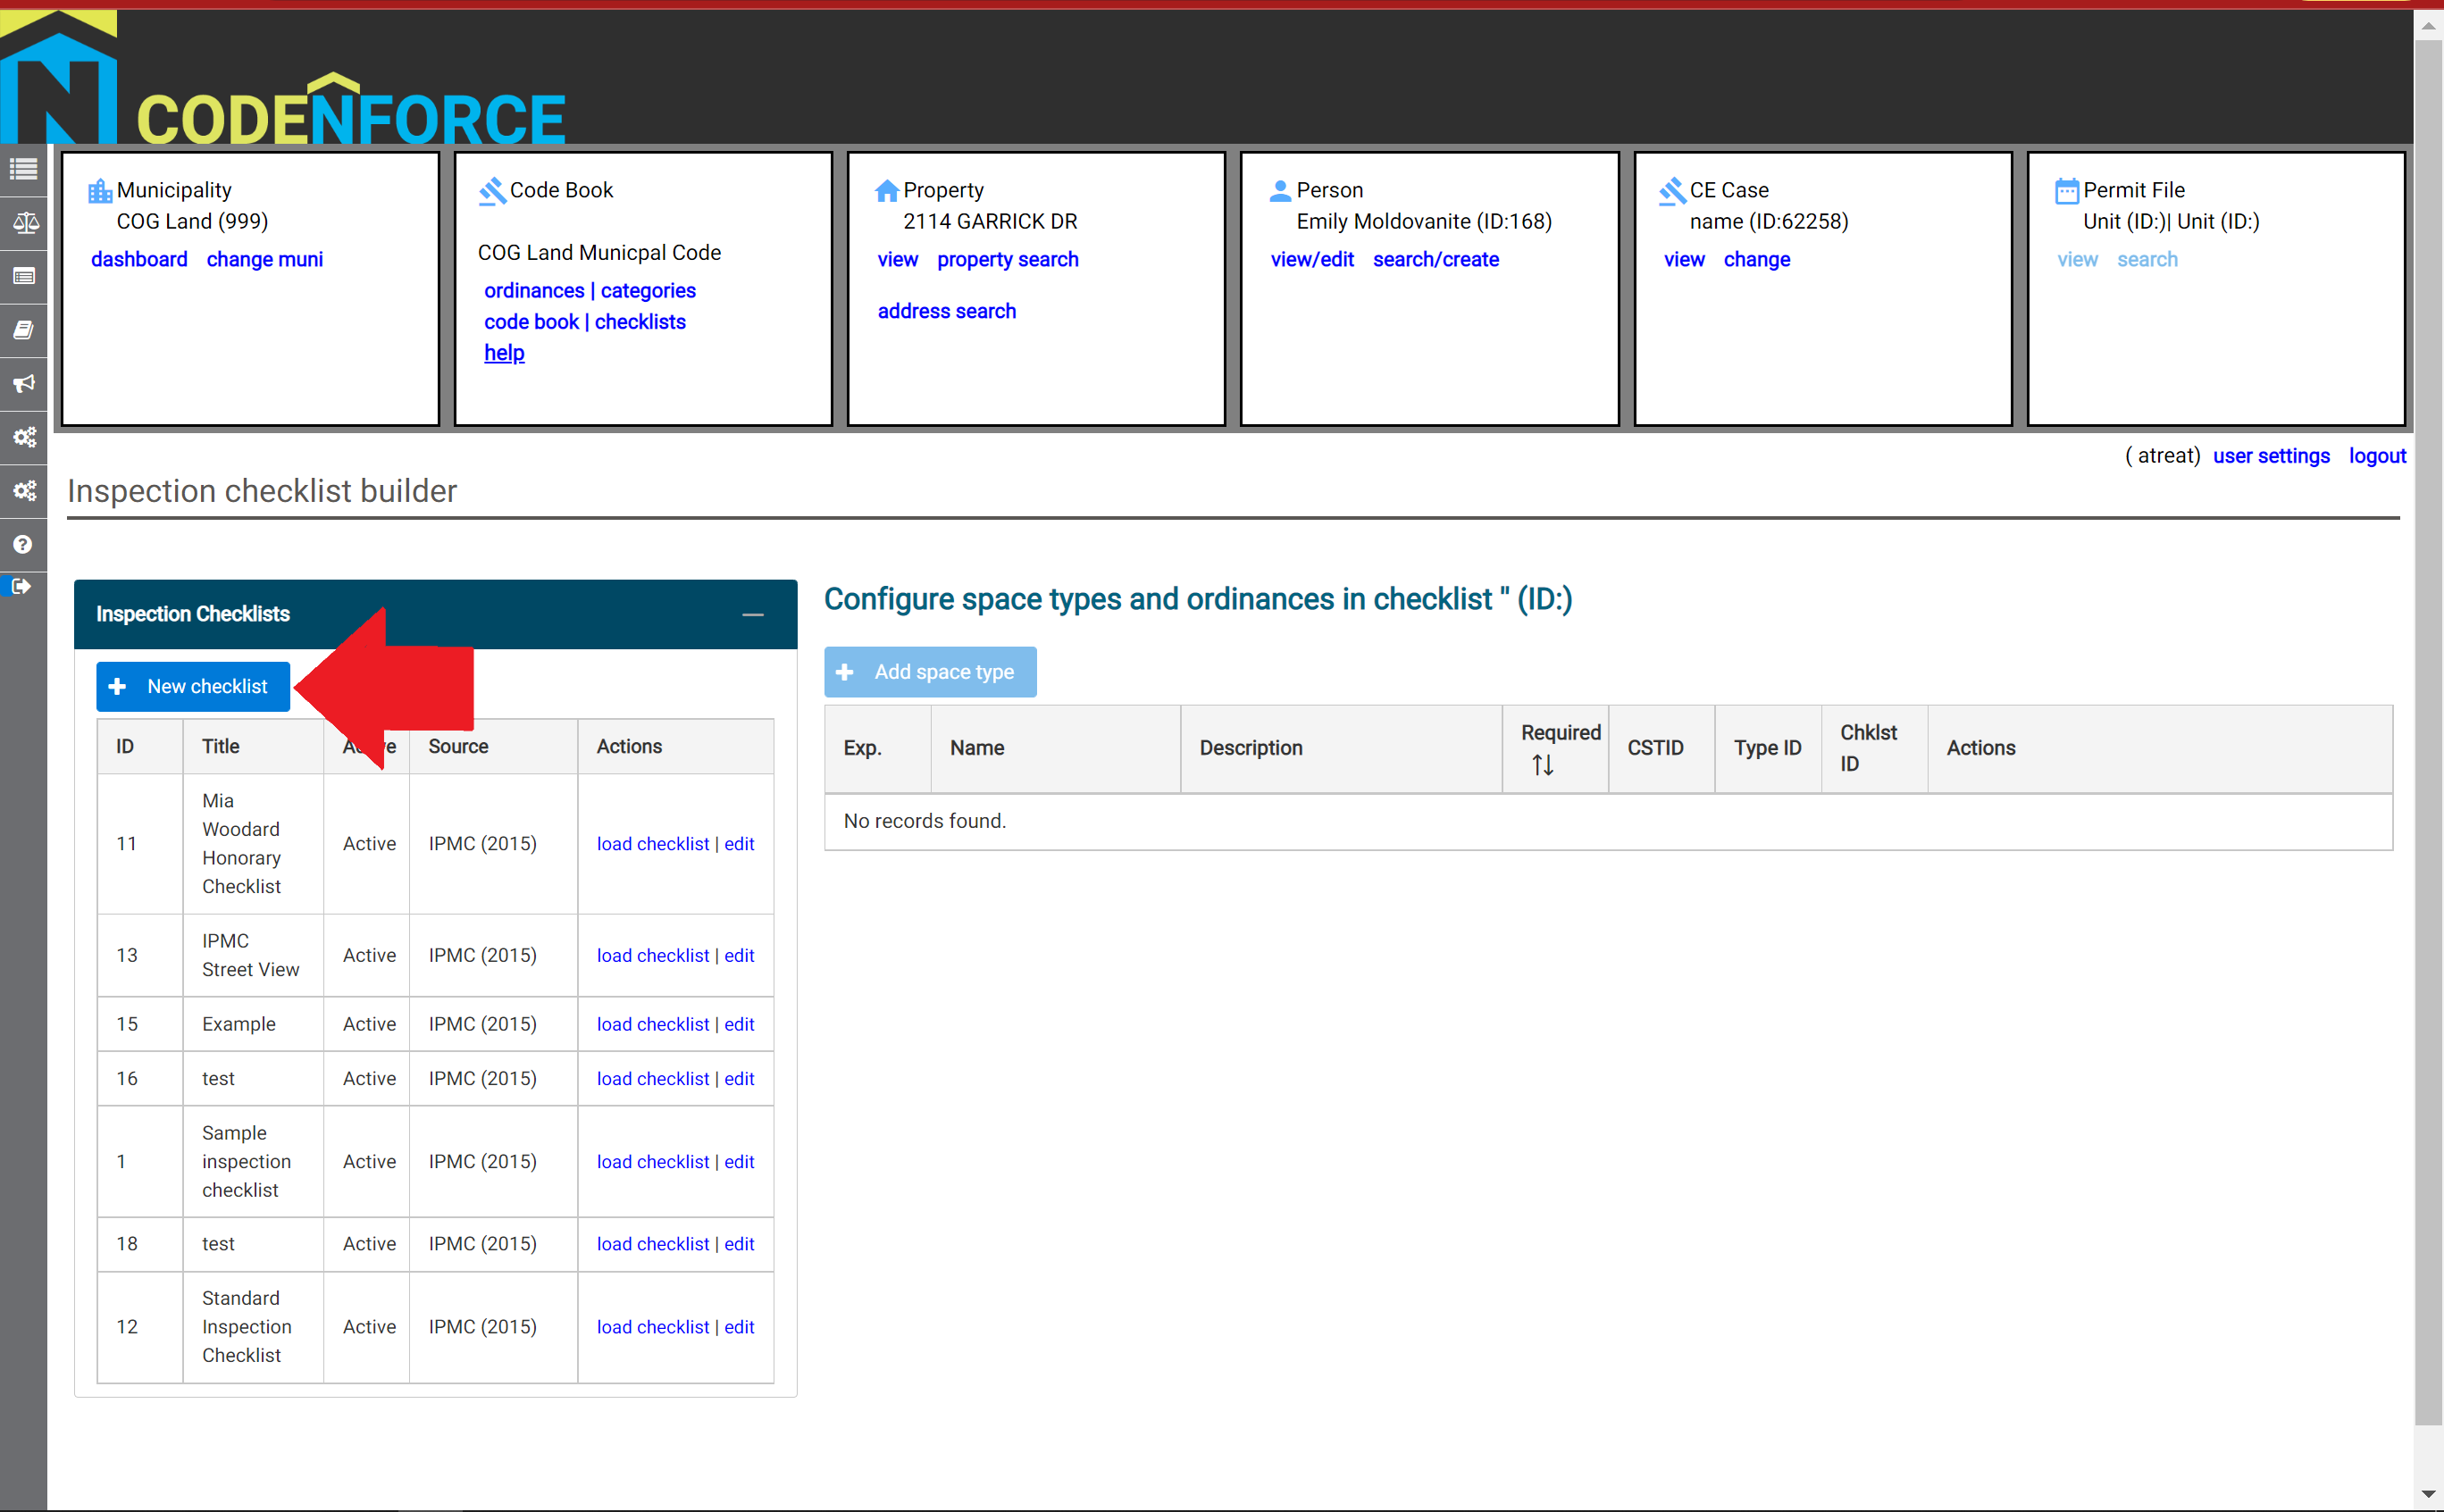 CODENFORCE
Municipality
COG Land (999)
dashboard change muni
Code Book
COG Land Municpal Code
ordinances | categories
code book | checklists
help
Property
2114 GARRICK DR
view property search
address search
Person
Emily Moldovanite (ID:168)
view/edit search/create
CE Case
name (ID:62258)
view change
Permit File
Unit (ID:)| Unit (ID:)
view search
( atreat) user settings logout
Inspection checklist builder
Inspection Checklists
New checklist
ID Title Source Actions
11 Mia Woodard Honorary Checklist Active IPMC (2015) load checklist | edit
13 IPMC Street View Active IPMC (2015) load checklist | edit
15 Example Active IPMC (2015) load checklist | edit
16 test Active IPMC (2015) load checklist | edit
1 Sample inspection checklist Active IPMC (2015) load checklist | edit
18 test Active IPMC (2015) load checklist | edit
12 Standard Inspection Checklist Active IPMC (2015) load checklist | edit
Configure space types and ordinances in checklist '' (ID:)
Add space type
Exp. Name Description Required CSTID Type ID Chklst ID Actions
No records found.